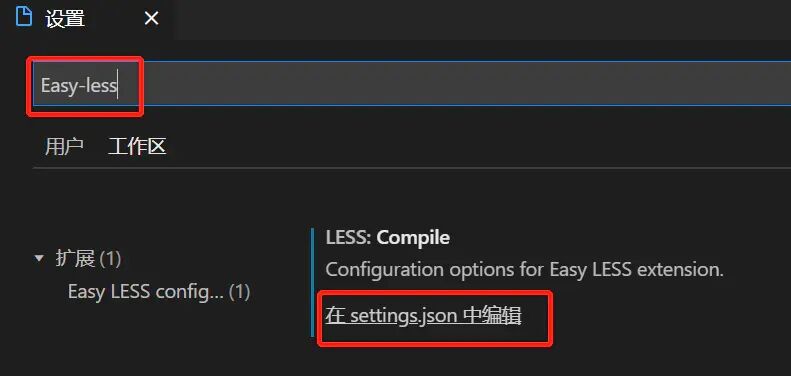 设置
Easy-less
用户 工作区
扩展 (1)
Easy LESS config... (1)
LESS: Compile
Configuration options for Easy LESS extension.
在 settings.json 中编辑